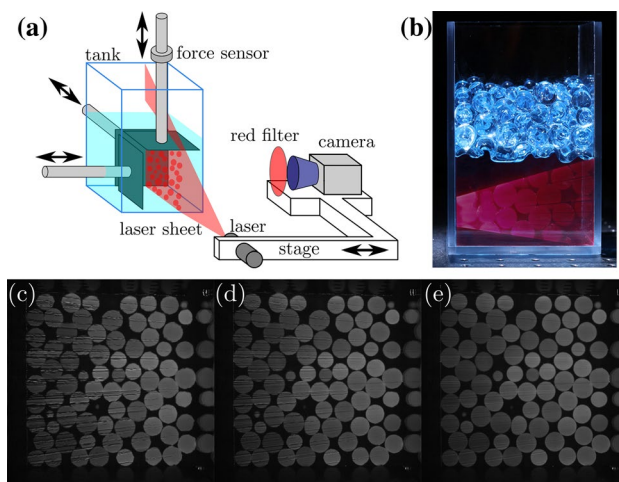 (a)
tank
force sensor
red filter
camera
laser sheet
laser
stage
(b)
(c)
(d)
(e)